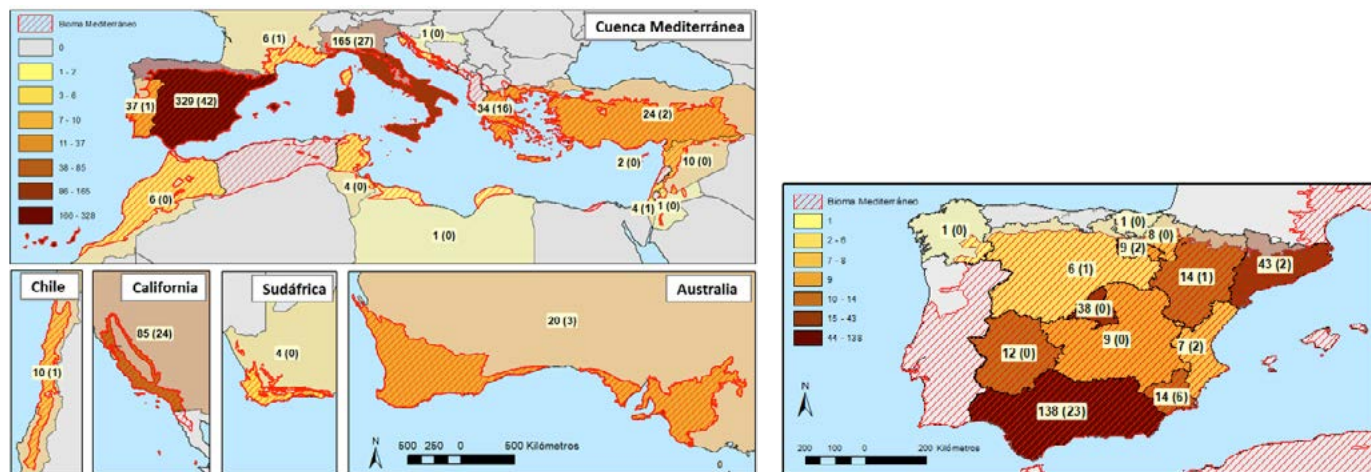 Cuenca Mediterránea
Bioma Mediterráneo
0
1 - 2
3 - 6
7 - 10
11 - 37
38 - 85
86 - 165
166 - 328
6 (1)
165 (27)
1 (0)
37 (1)
329 (42)
34 (16)
24 (2)
2 (0)
10 (0)
6 (0)
4 (0)
4 (1)
1 (0)
1 (0)
Chile
10 (1)
California
85 (24)
Sudáfrica
4 (0)
Australia
20 (3)
N
500 250 0 500 Kilómetros
Bioma Mediterráneo
1
2 - 6
7 - 8
9
10 - 14
15 - 43
44 - 138
1 (0)
1 (0)
8 (0)
9 (2)
6 (1)
14 (1)
43 (2)
38 (0)
12 (0)
9 (0)
7 (2)
14 (6)
138 (23)
N
200 100 0 200 Kilómetros